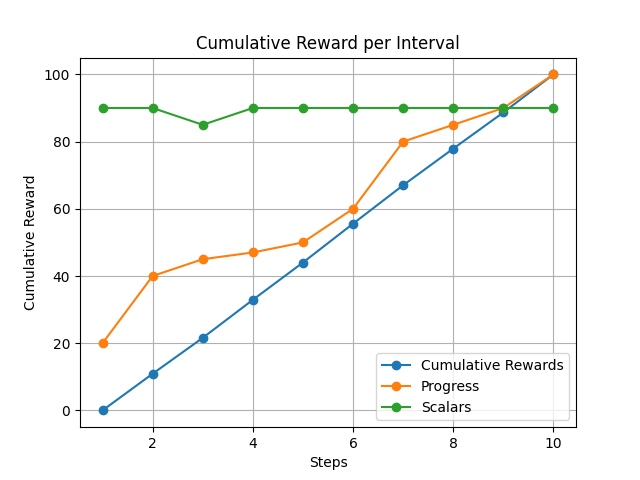 Cumulative Reward per Interval
Cumulative Reward
100
80
60
40
20
0
2 4 6 8 10
Steps
Cumulative Rewards
Progress
Scalars